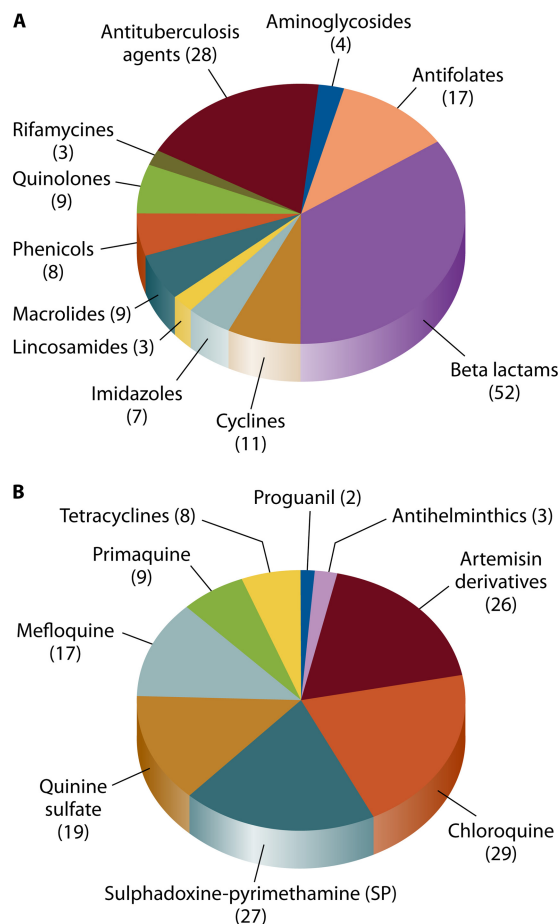 A
Aminoglycosides
(4)
Antituberculosis
agents (28)
Antifolates
(17)
Rifamycines
(3)
Quinolones
(9)
Phenicols
(8)
Macrolides (9)
Lincosamides (3)
Imidazoles
(7)
Cyclines
(11)
Beta lactams
(52)
B
Proguanil (2)
Tetracyclines (8)
Antihelminthics (3)
Primaquine
(9)
Artemisin
derivatives
(26)
Mefloquine
(17)
Quinine
sulfate
(19)
Chloroquine
(29)
Sulphadoxine-pyrimethamine (SP)
(27)